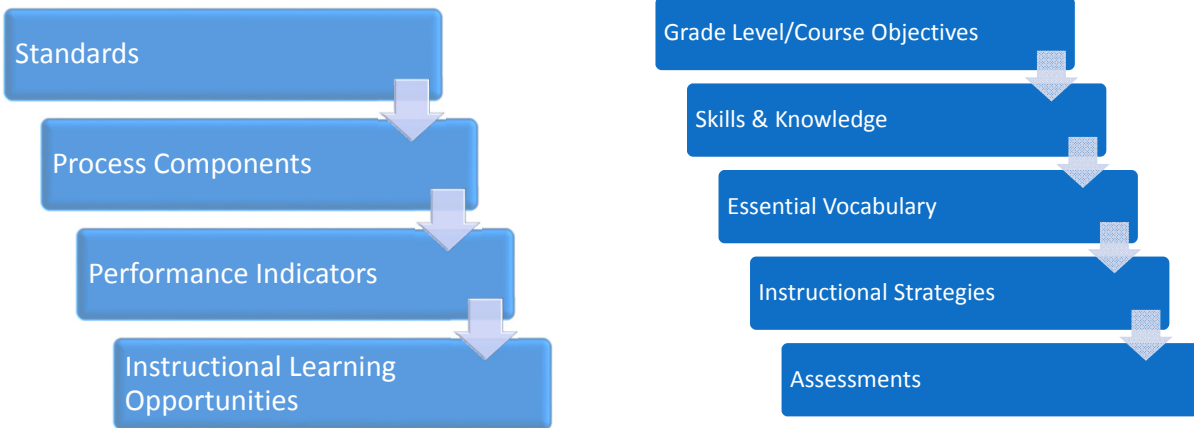 Standards
Process Components
Performance Indicators
Instructional Learning
Opportunities
Grade Level/Course Objectives
Skills & Knowledge
Essential Vocabulary
Instructional Strategies
Assessments